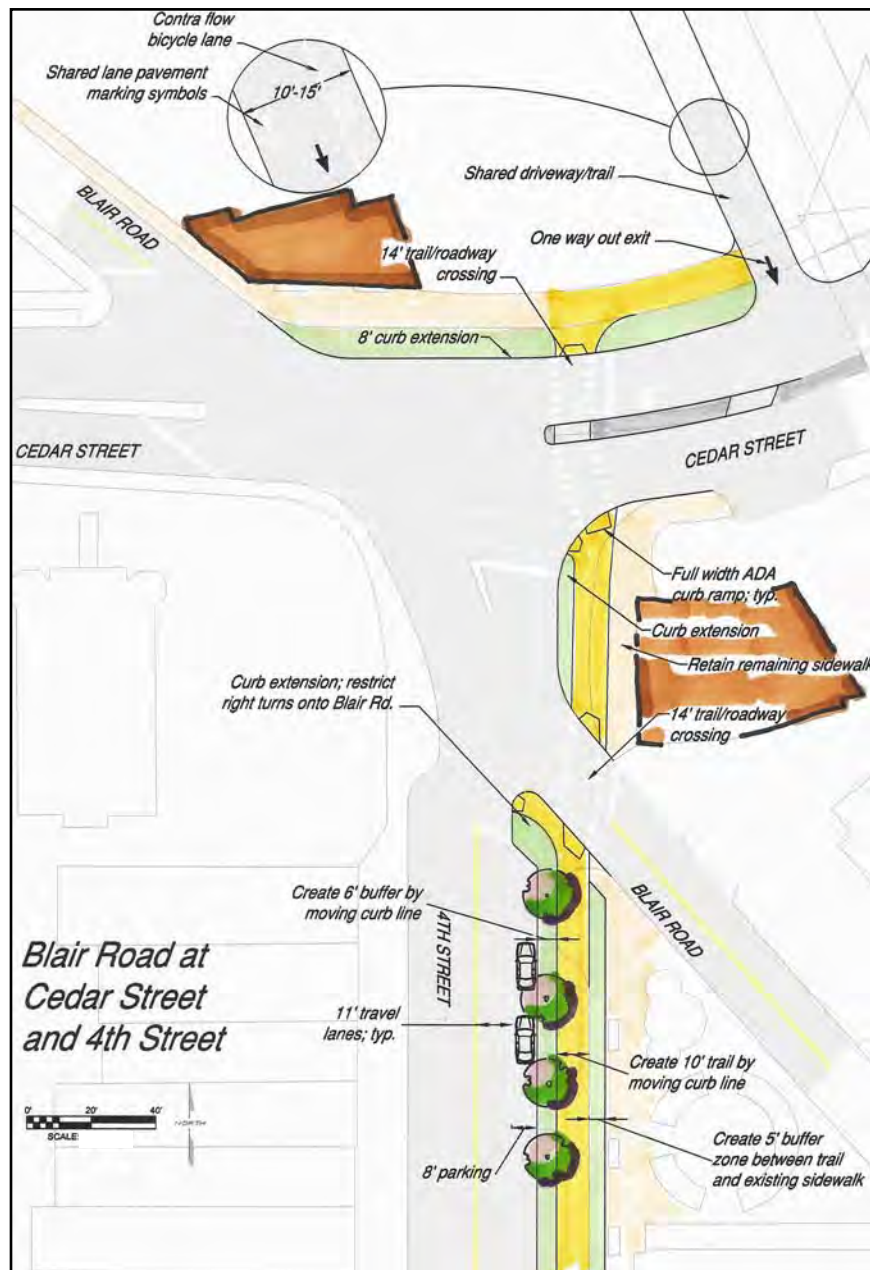 Contra flow
bicycle lane
Shared lane pavement
marking symbols
10'-15'
BLAIR ROAD
Shared driveway/trail
14' trail/roadway
crossing
One way out exit
8' curb extension
CEDAR STREET
CEDAR STREET
Full width ADA
curb ramp; typ.
Curb extension
Retain remaining sidewalk
Curb extension; restrict
right turns onto Blair Rd.
14' trail/roadway
crossing
Create 6' buffer by
moving curb line
4TH STREET
BLAIR ROAD
Blair Road at
Cedar Street
and 4th Street
11' travel
lanes; typ.
Create 10' trail by
moving curb line
0' 20' 40'
SCALE:
NORTH
8' parking
Create 5' buffer
zone between trail
and existing sidewalk